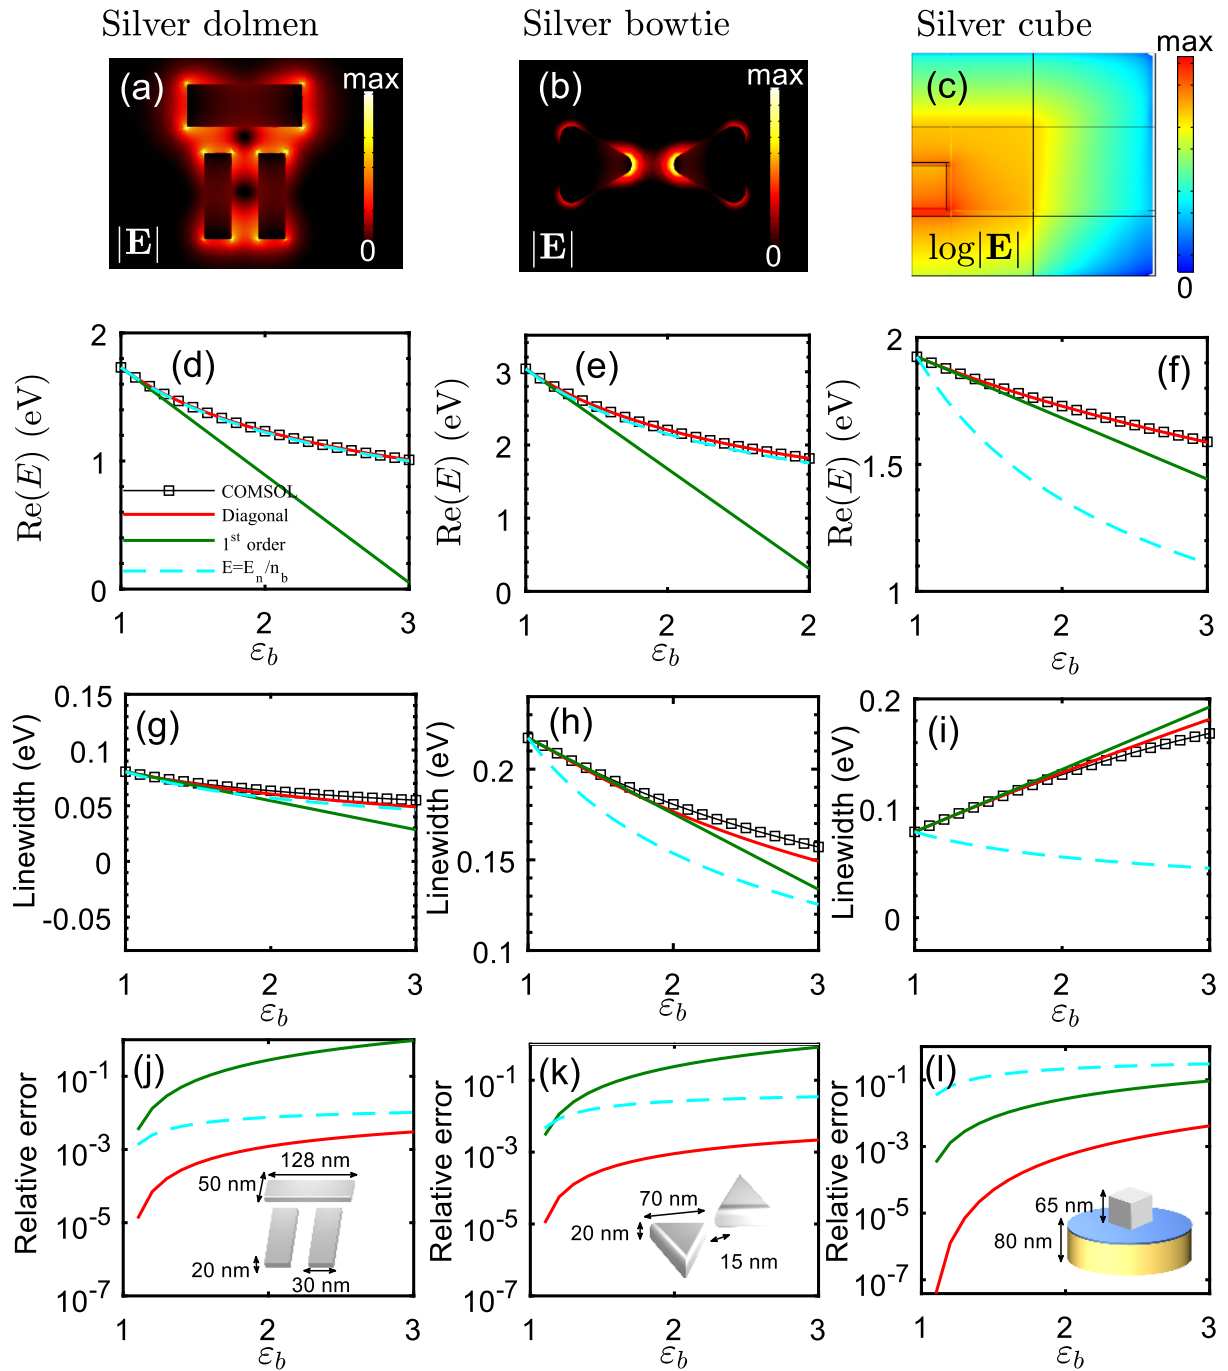 Silver dolmen
Silver bowtie
Silver cube
(a)
max
0
|E|
(b)
max
0
|E|
(c)
max
0
log|E|
Re(E) (eV)
2
1
0
(d)
COMSOL
Diagonal
1st order
E=En/nb
1
2
3
εb
Re(E) (eV)
3
2
1
0
(e)
1
2
2
εb
Re(E) (eV)
2
1.5
1
(f)
1
2
3
εb
Linewidth (eV)
0.15
0.1
0.05
0
-0.05
(g)
1
2
3
εb
Linewidth (eV)
0.2
0.15
0.1
(h)
1
2
3
εb
Linewidth (eV)
0.2
0.1
0
(i)
1
2
3
εb
Relative error
10-1
10-3
10-5
10-7
(j)
128 nm
50 nm
20 nm
30 nm
1
2
3
εb
Relative error
10-1
10-3
10-5
10-7
(k)
70 nm
20 nm
15 nm
1
2
3
εb
Relative error
10-1
10-3
10-5
10-7
(l)
65 nm
80 nm
1
2
3
εb